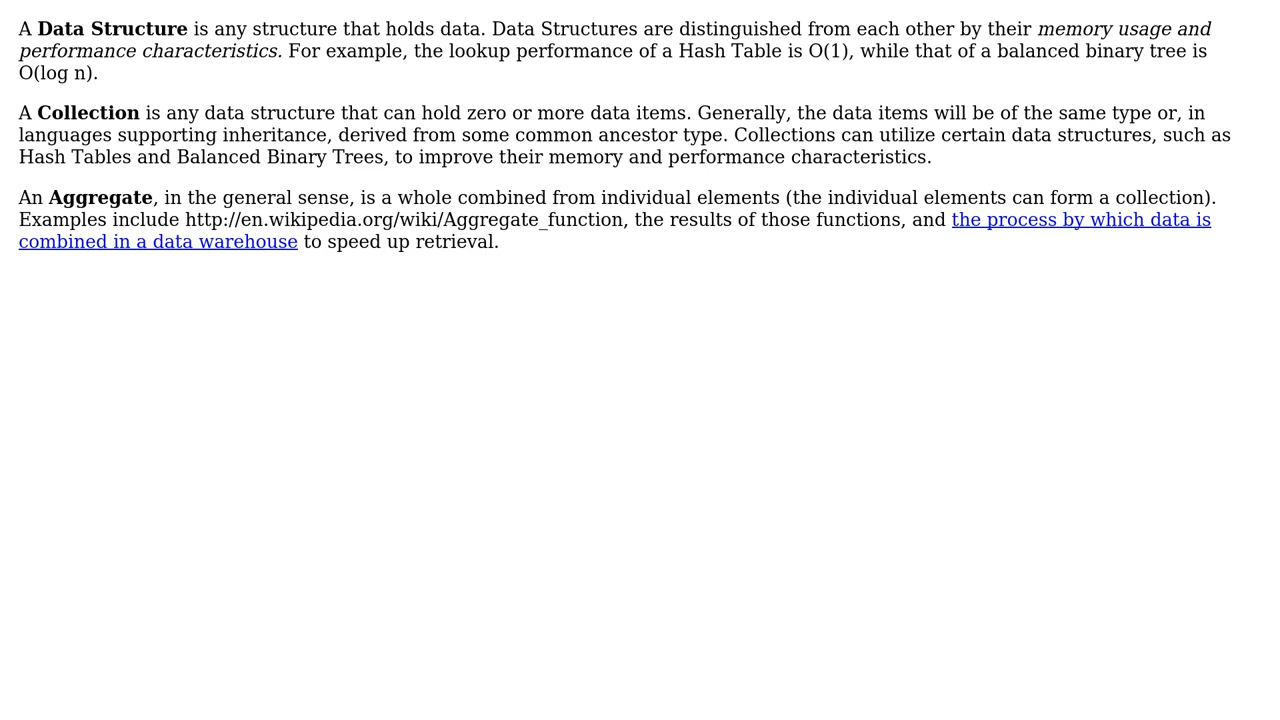 A Data Structure is any structure that holds data. Data Structures are distinguished from each other by their memory usage and
performance characteristics. For example, the lookup performance of a Hash Table is O(1), while that of a balanced binary tree is
O(log n).
A Collection is any data structure that can hold zero or more data items. Generally, the data items will be of the same type or, in
languages supporting inheritance, derived from some common ancestor type. Collections can utilize certain data structures, such as
Hash Tables and Balanced Binary Trees, to improve their memory and performance characteristics.
An Aggregate, in the general sense, is a whole combined from individual elements (the individual elements can form a collection).
Examples include http://en.wikipedia.org/wiki/Aggregate_function, the results of those functions, and the process by which data is
combined in a data warehouse to speed up retrieval.